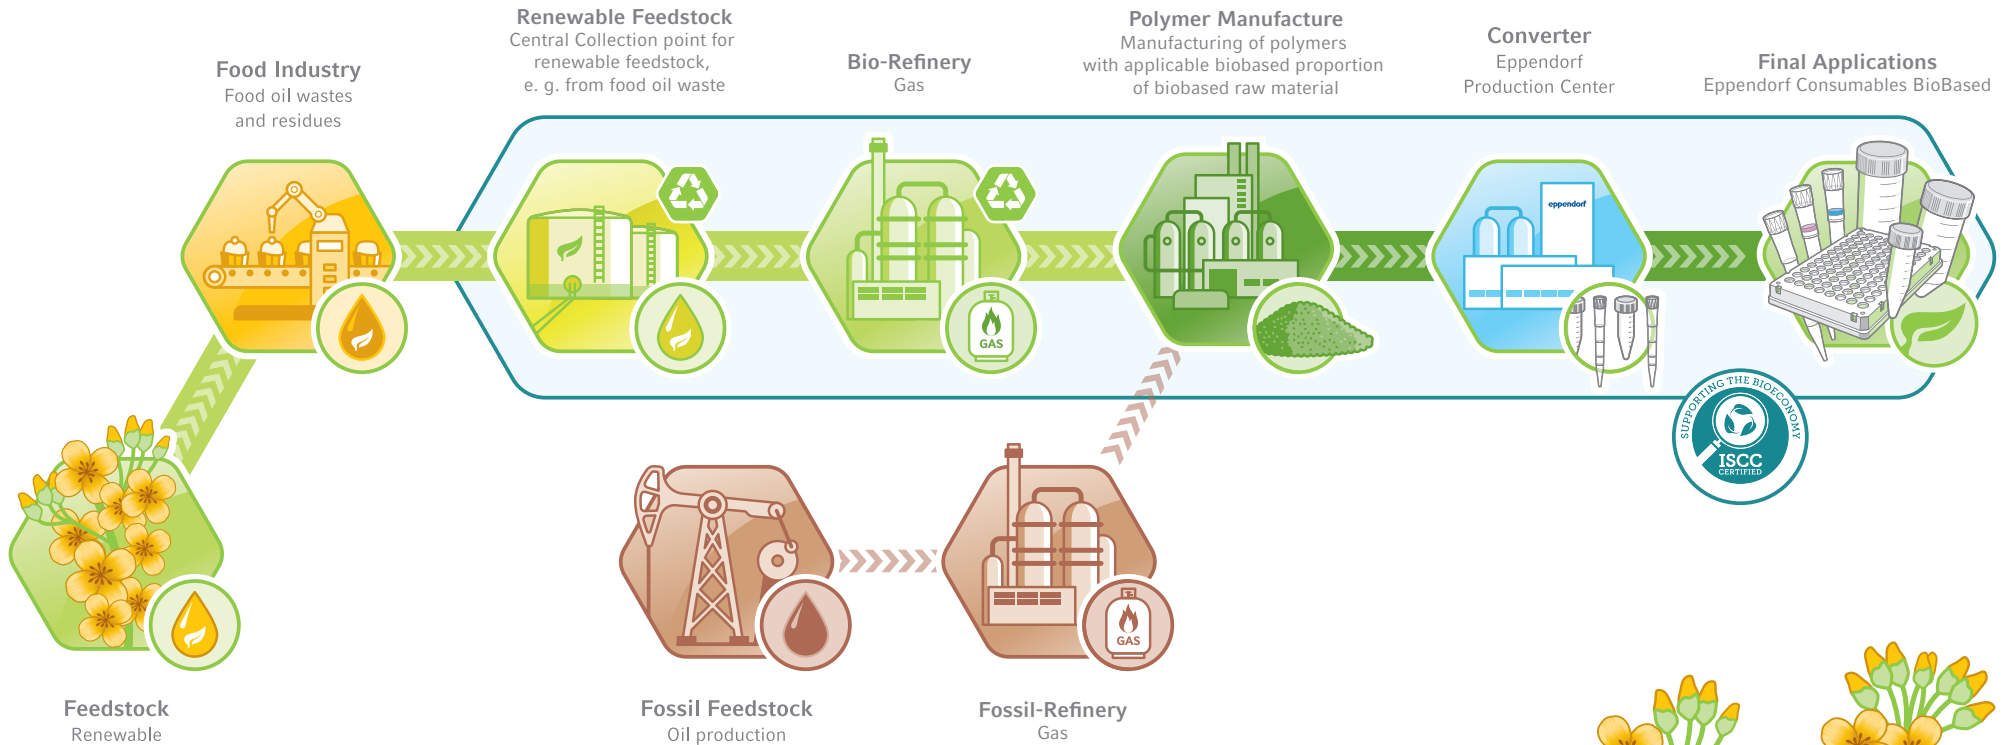 Renewable Feedstock
Central Collection point for
renewable feedstock,
e. g. from food oil waste
Polymer Manufacture
Manufacturing of polymers
with applicable biobased proportion
of biobased raw material
Converter
Eppendorf
Production Center
Food Industry
Food oil wastes
and residues
Bio-Refinery
Gas
Final Applications
Eppendorf Consumables BioBased
eppendorf
GAS
SUPPORTING THE BIOECONOMY
ISCC
CERTIFIED
GAS
Feedstock
Renewable
Fossil Feedstock
Oil production
Fossil-Refinery
Gas